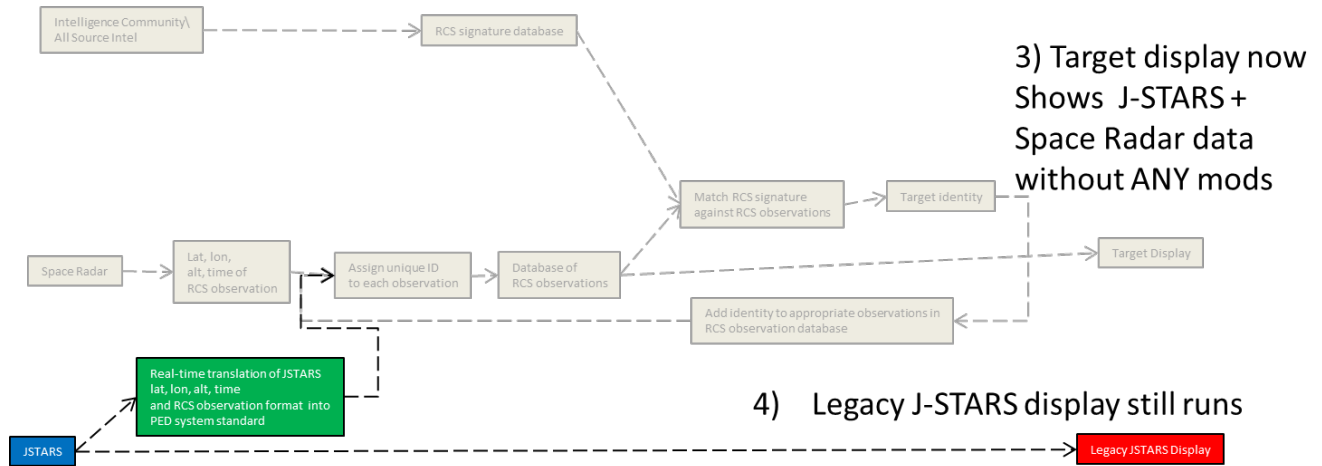 Intelligence Community\
All Source Intel
RCS signature database
3) Target display now
Shows J-STARS +
Space Radar data
without ANY mods
Match RCS signature
against RCS observations
Target identity
Space Radar
Lat, lon,
alt, time of
RCS observation
Assign unique ID
to each observation
Database of
RCS observations
Target Display
Add identity to appropriate observations in
RCS observation database
Real-time translation of JSTARS
lat, lon, alt, time
and RCS observation format into
PED system standard
4) Legacy J-STARS display still runs
JSTARS
Legacy JSTARS Display